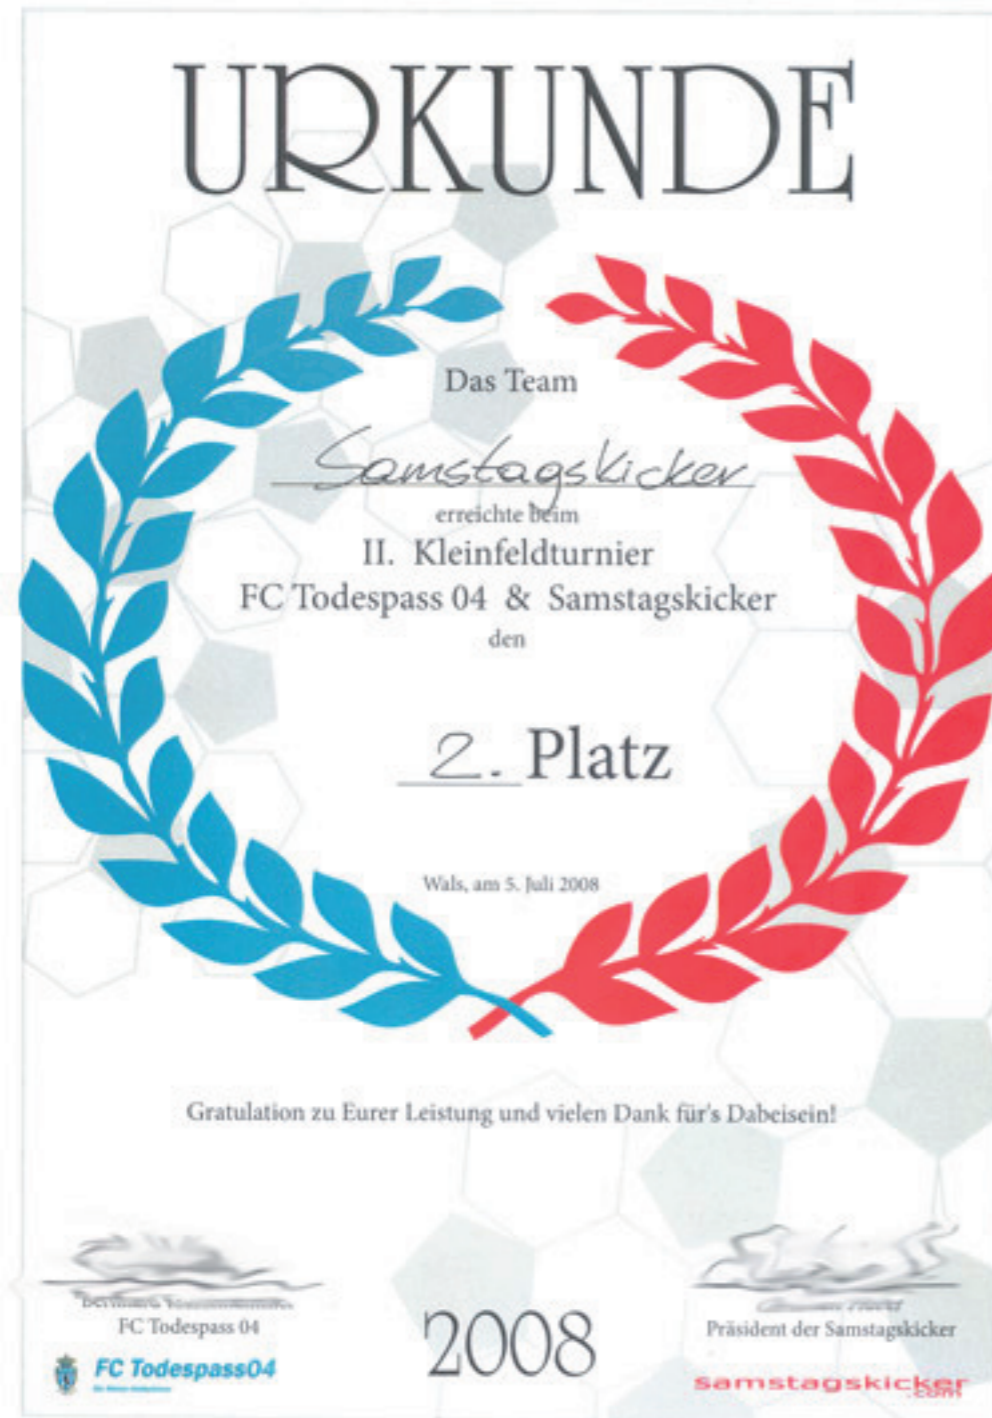 URKUNDE
Das Team
Samstagskicker
erreichte beim
II. Kleinfeldturnier
FC Todespass 04 & Samstagskicker
den
2. Platz
Wals, am 5. Juli 2008
Gratulation zu Eurer Leistung und vielen Dank für's Dabeisein!
FC Todespass 04
Präsident der Samstagskicker
2008
FC Todespass04
samstagskicker
.com